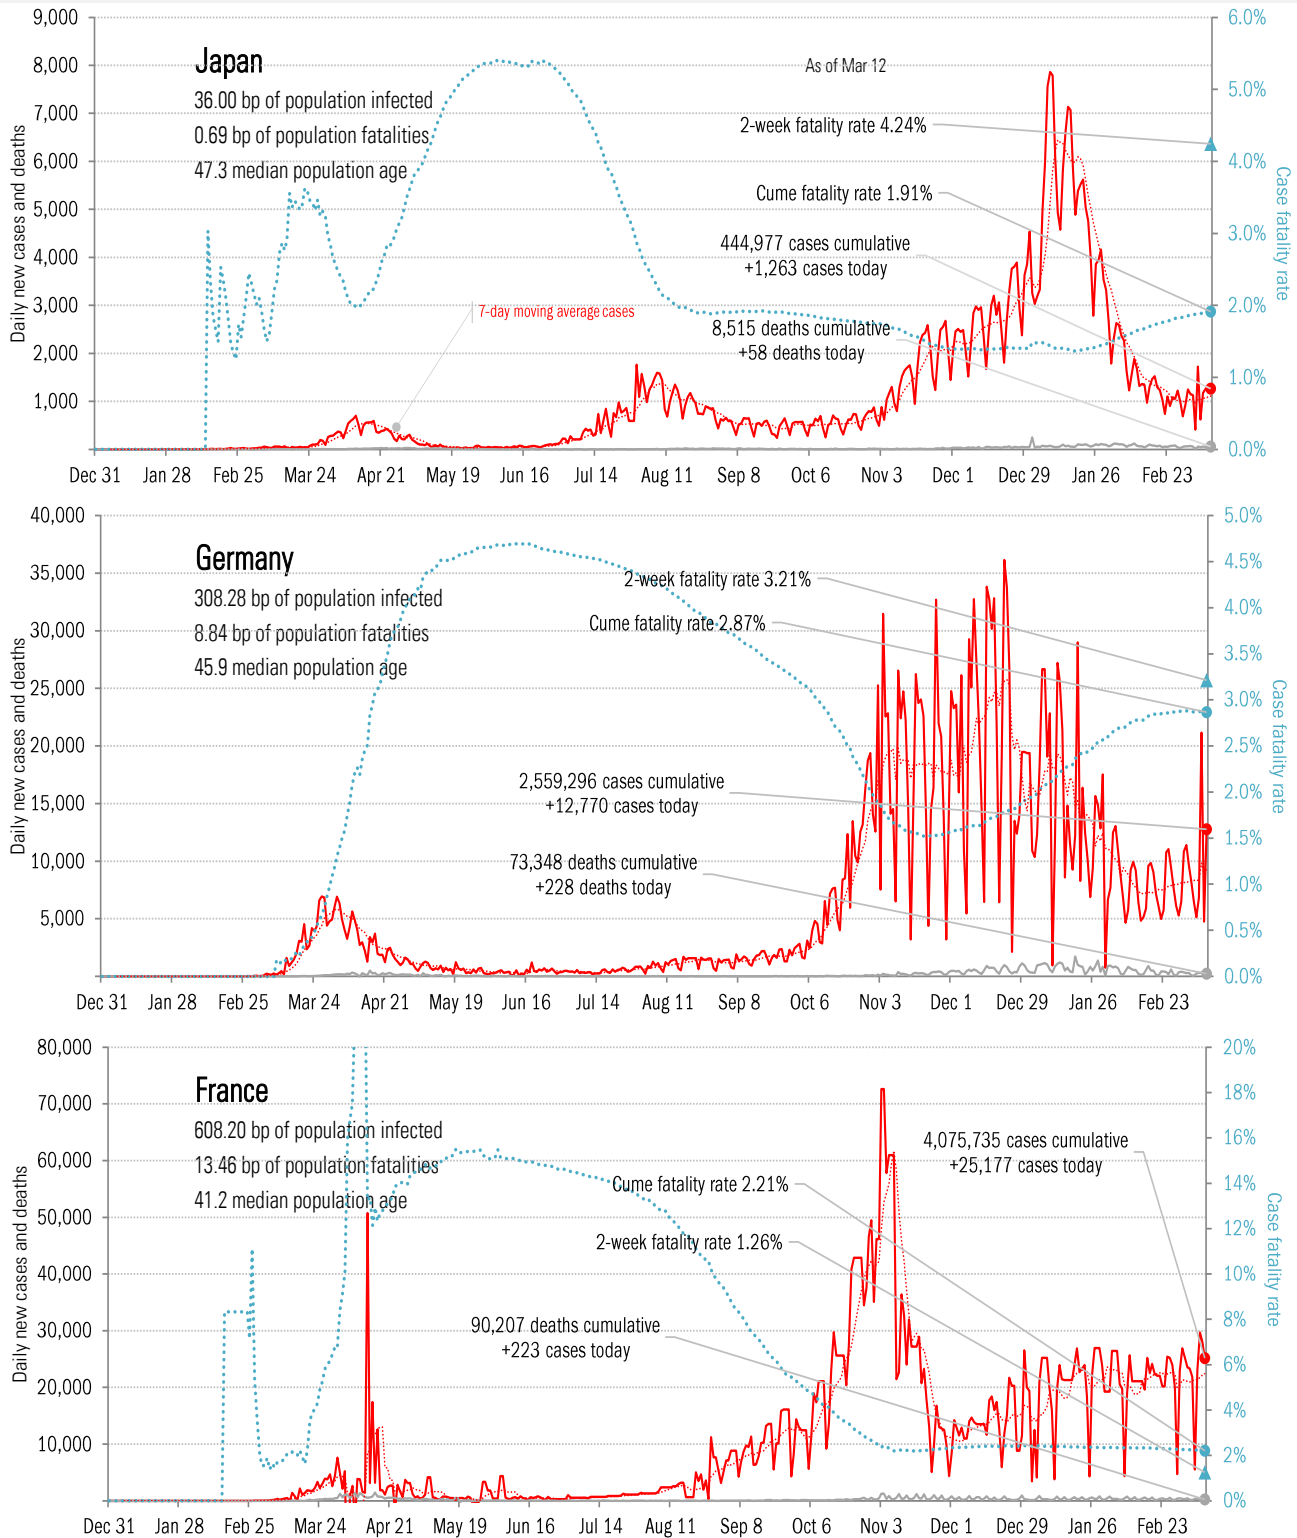 9,000
8,000
7,000
6,000
5,000
4,000
3,000
2,000
1,000
6.0%
5.0%
4.0%
3.0%
2.0%
1.0%
0.0%
Daily new cases and deaths
Case fatality rate
Japan
36.00 bp of population infected
0.69 bp of population fatalities
47.3 median population age
As of Mar 12
2-week fatality rate 4.24%
Cume fatality rate 1.91%
444,977 cases cumulative
+1,263 cases today
7-day moving average cases
8,515 deaths cumulative
+58 deaths today
Dec 31 Jan 28 Feb 25 Mar 24 Apr 21 May 19 Jun 16 Jul 14 Aug 11 Sep 8 Oct 6 Nov 3 Dec 1 Dec 29 Jan 26 Feb 23
40,000
35,000
30,000
25,000
20,000
15,000
10,000
5,000
5.0%
4.5%
4.0%
3.5%
3.0%
2.5%
2.0%
1.5%
1.0%
0.5%
0.0%
Daily new cases and deaths
Case fatality rate
Germany
308.28 bp of population infected
8.84 bp of population fatalities
45.9 median population age
2-week fatality rate 3.21%
Cume fatality rate 2.87%
2,559,296 cases cumulative
+12,770 cases today
73,348 deaths cumulative
+228 deaths today
Dec 31 Jan 28 Feb 25 Mar 24 Apr 21 May 19 Jun 16 Jul 14 Aug 11 Sep 8 Oct 6 Nov 3 Dec 1 Dec 29 Jan 26 Feb 23
80,000
70,000
60,000
50,000
40,000
30,000
20,000
10,000
20%
18%
16%
14%
12%
10%
8%
6%
4%
2%
0%
Daily new cases and deaths
Case fatality rate
France
608.20 bp of population infected
13.46 bp of population fatalities
41.2 median population age
4,075,735 cases cumulative
+25,177 cases today
Cume fatality rate 2.21%
2-week fatality rate 1.26%
90,207 deaths cumulative
+223 cases today
Dec 31 Jan 28 Feb 25 Mar 24 Apr 21 May 19 Jun 16 Jul 14 Aug 11 Sep 8 Oct 6 Nov 3 Dec 1 Dec 29 Jan 26 Feb 23